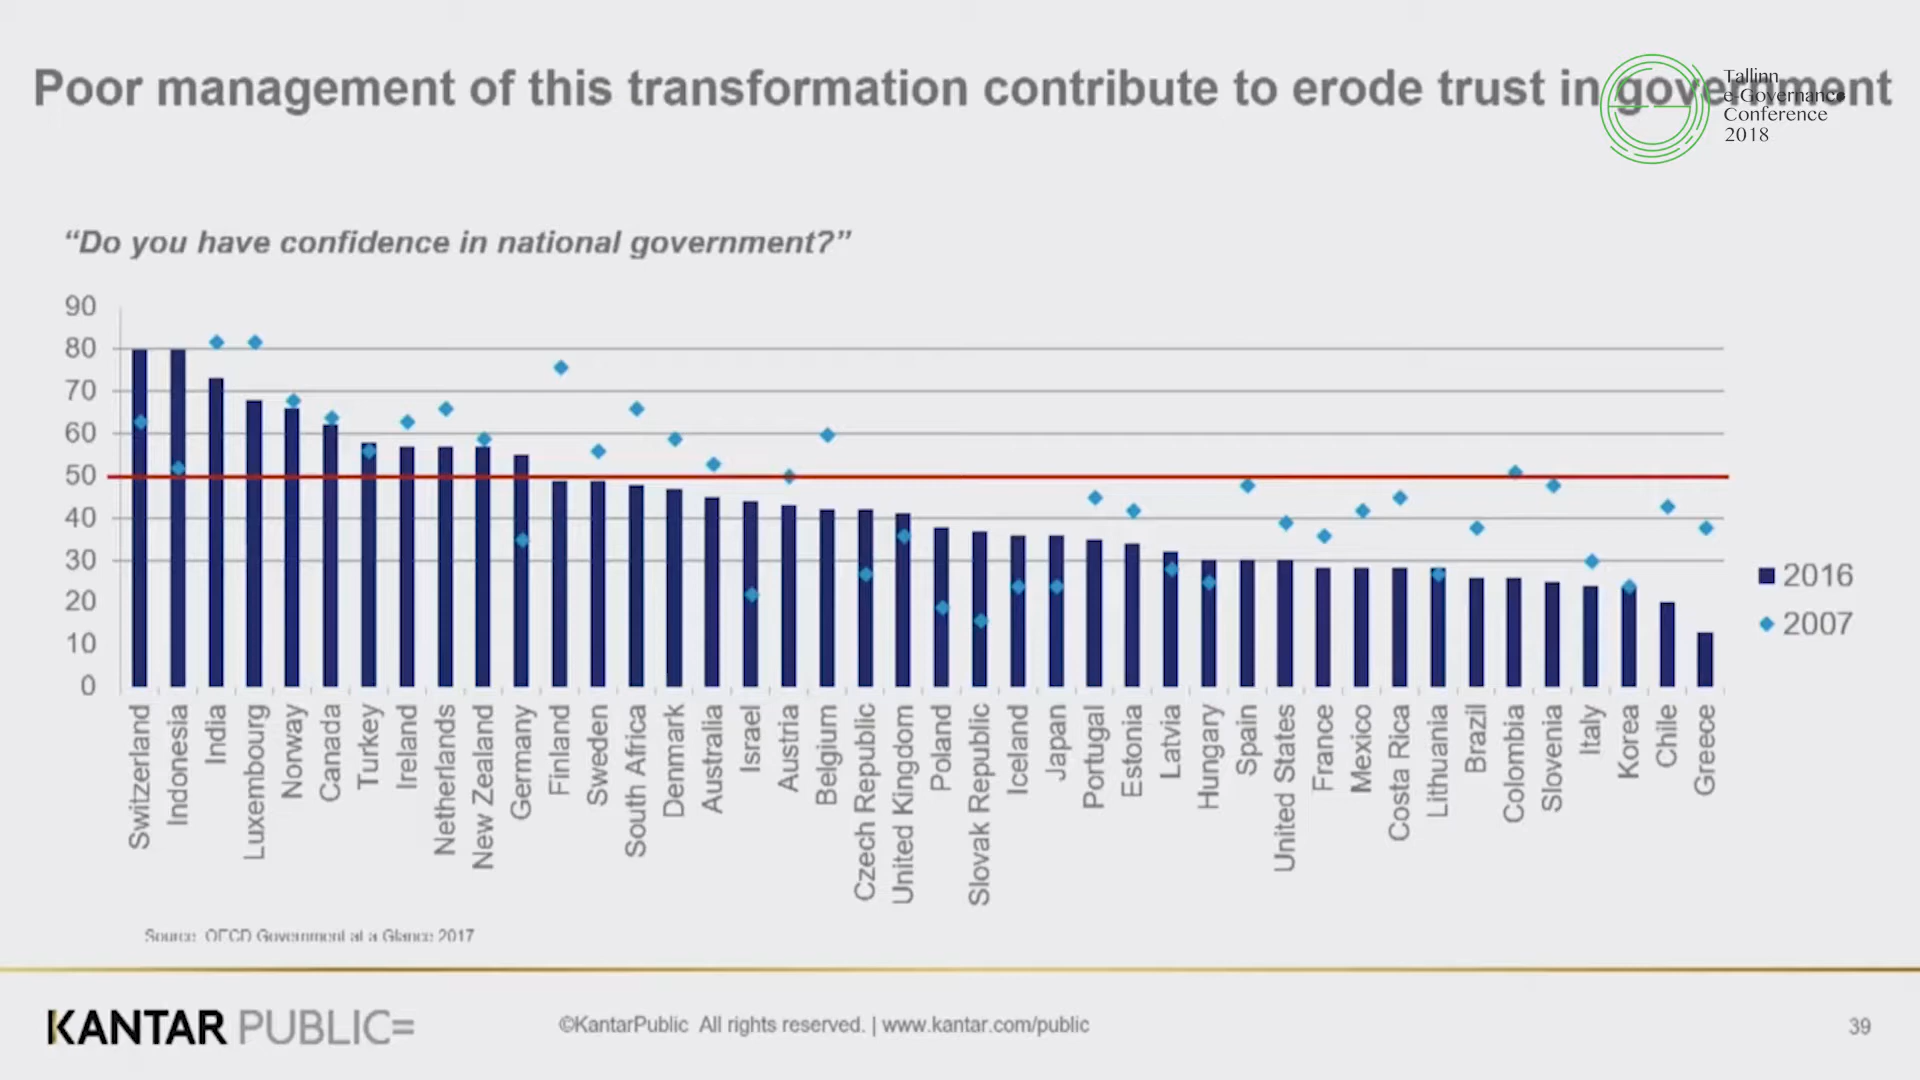 Poor management of this transformation contribute to erode trust in government
Tallinn
e-Governance
Conference
2018
“Do you have confidence in national government?”
90
80
70
60
50
40
30
20
10
0
Switzerland
Indonesia
India
Luxembourg
Norway
Canada
Turkey
Ireland
Netherlands
New Zealand
Germany
Finland
Sweden
South Africa
Denmark
Australia
Israel
Austria
Belgium
Czech Republic
United Kingdom
Poland
Slovak Republic
Iceland
Japan
Portugal
Estonia
Latvia
Hungary
Spain
United States
France
Mexico
Costa Rica
Lithuania
Brazil
Colombia
Slovenia
Italy
Korea
Chile
Greece
2016
2007
Source: OECD Government at a Glance 2017
KANTAR PUBLIC=
©KantarPublic All rights reserved. | www.kantar.com/public
39